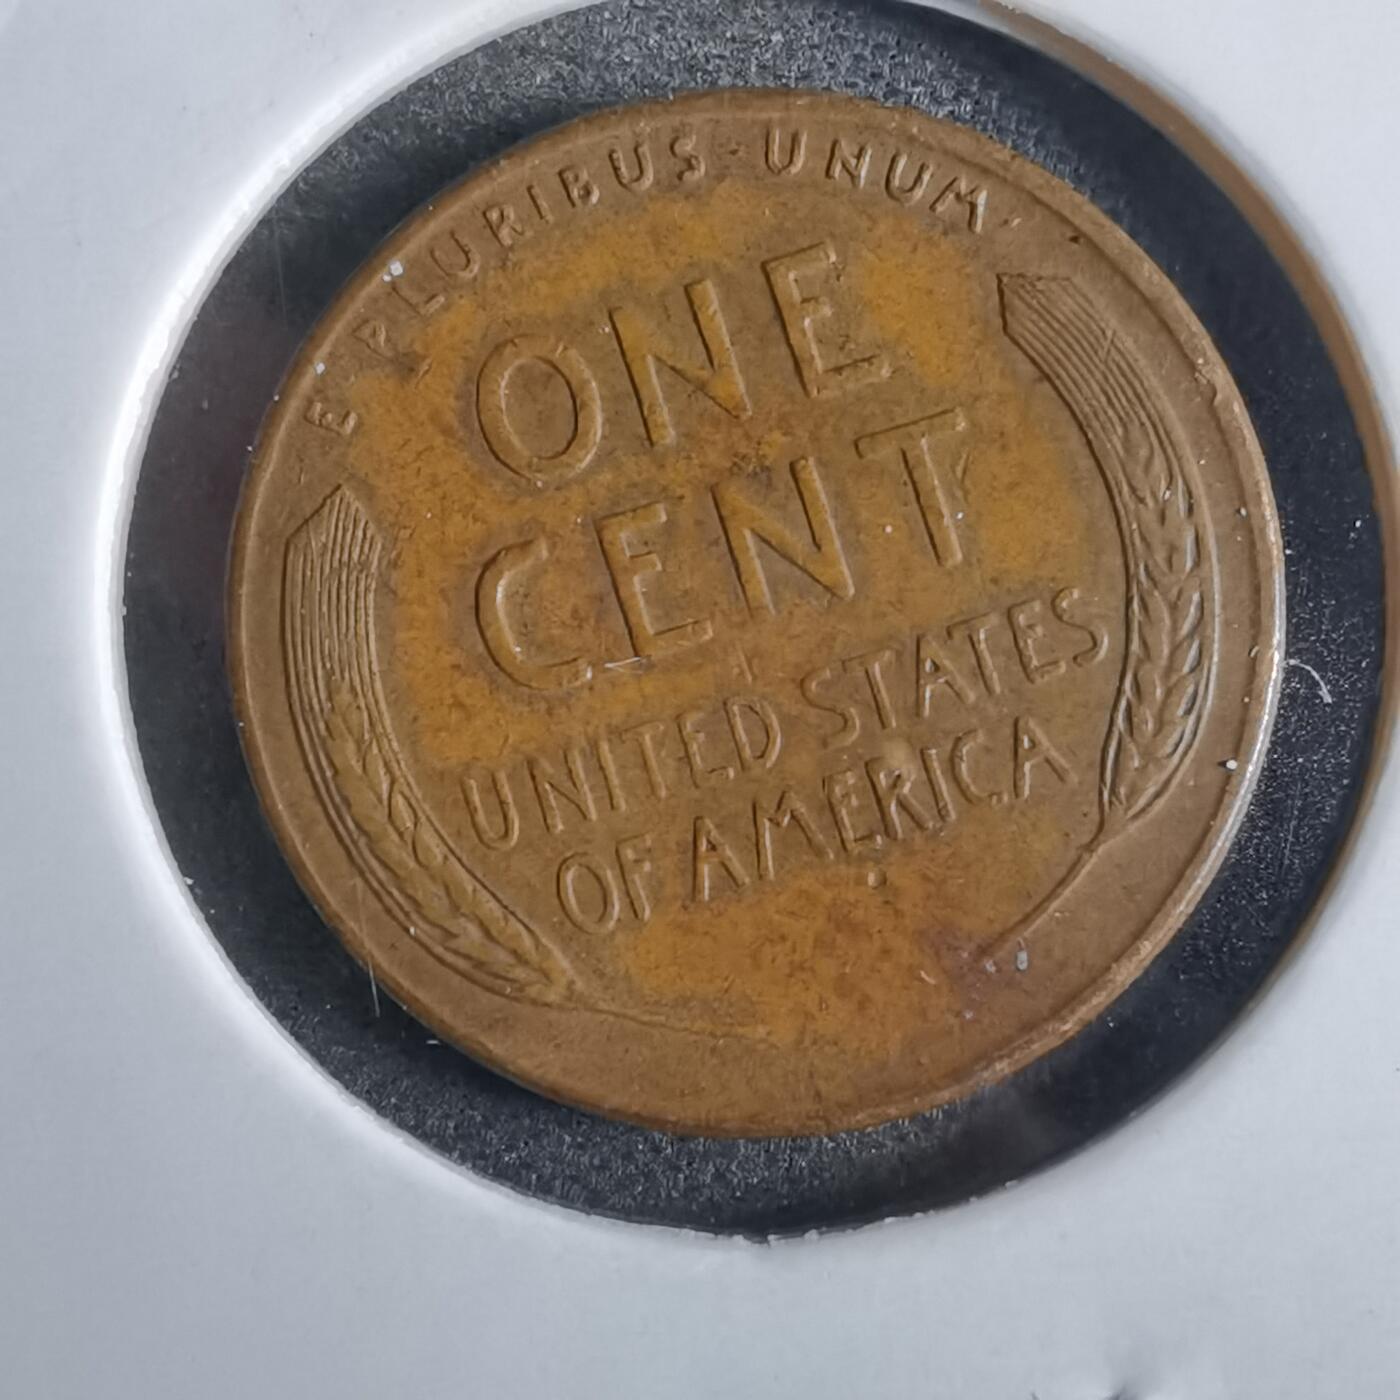 E PLURIBUS · UNUM ·
ONE
CENT
UNITED STATES
OF AMERICA